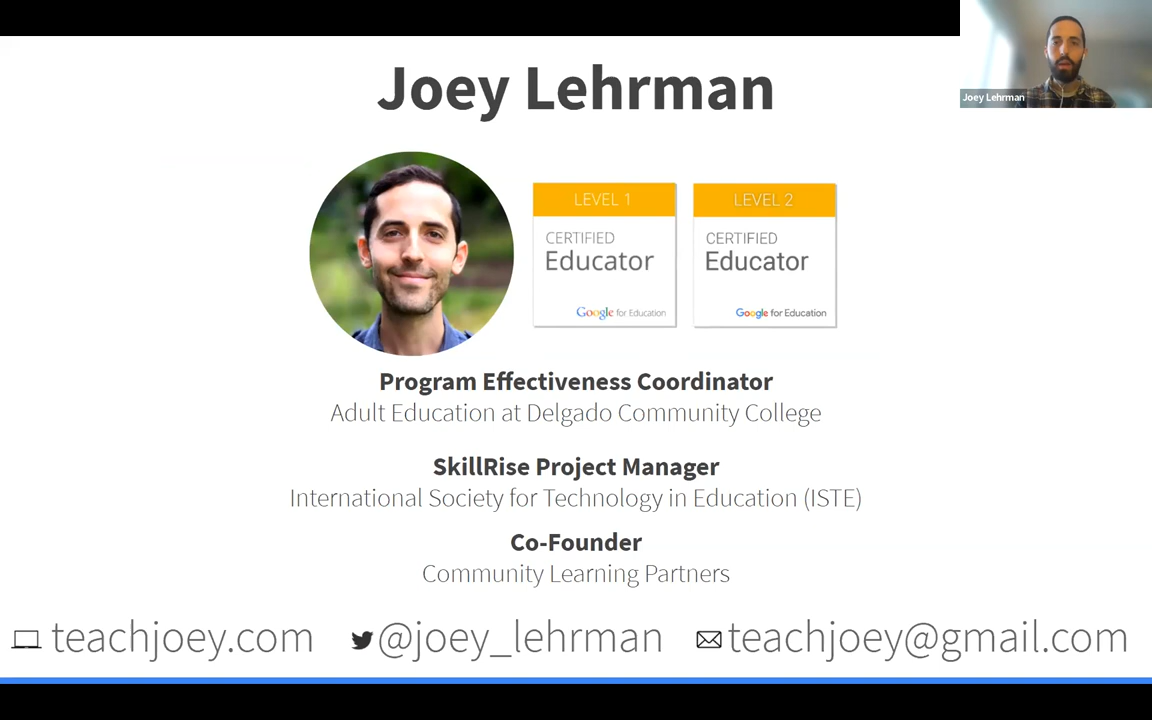 Joey Lehrman
Joey Lehrman
LEVEL 1
CERTIFIED
Educator
Google for Education
LEVEL 2
CERTIFIED
Educator
Google for Education
Program Effectiveness Coordinator
Adult Education at Delgado Community College
SkillRise Project Manager
International Society for Technology in Education (ISTE)
Co-Founder
Community Learning Partners
teachjoey.com
@joey_lehrman
teachjoey@gmail.com